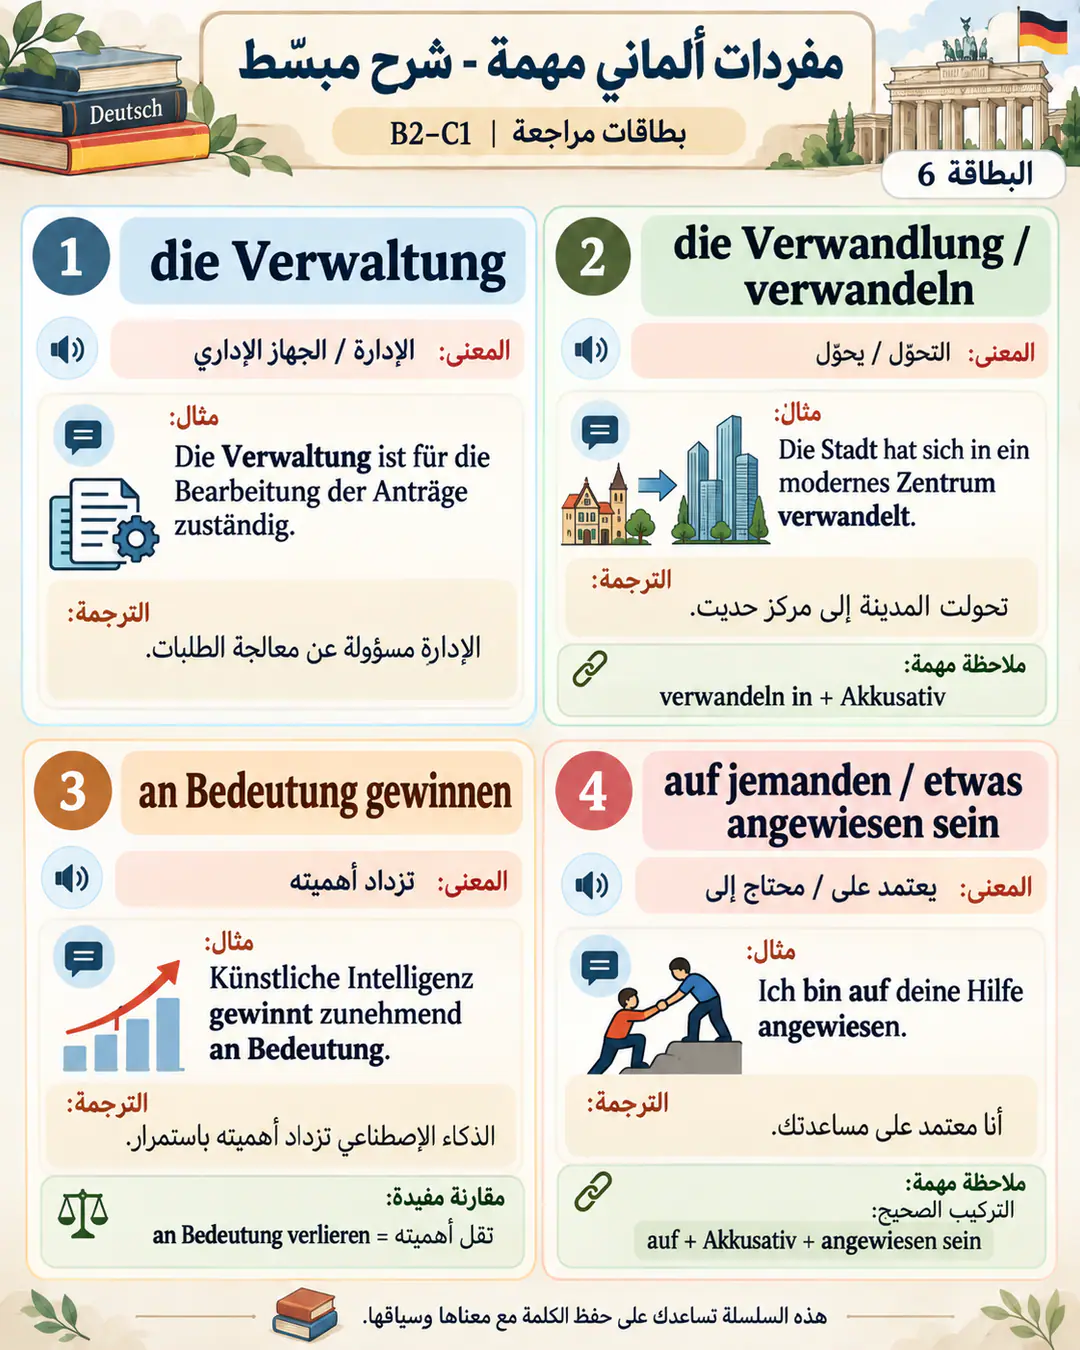 مفردات ألماني مهمة - شرح مبسّط
بطاقات مراجعة | B2–C1
Deutsch
البطاقة 6
1
die Verwaltung
المعنى: الإدارة / الجهاز الإداري
مثال:
Die Verwaltung ist für die
Bearbeitung der Anträge
zuständig.
الترجمة:
الإدارة مسؤولة عن معالجة الطلبات.
2
die Verwandlung /
verwandeln
المعنى: التحوّل / يحوّل
مثال:
Die Stadt hat sich in ein
modernes Zentrum
verwandelt.
الترجمة:
تحولت المدينة إلى مركز حديت.
ملاحظة مهمة:
verwandeln in + Akkusativ
3
an Bedeutung gewinnen
المعنى: تزداد أهميته
مثال:
Künstliche Intelligenz
gewinnt zunehmend
an Bedeutung.
الترجمة:
الذكاء الإصطناعي تزداد أهميته باستمرار.
مقارنة مفيدة:
an Bedeutung verlieren = تقل أهميته
4
auf jemanden / etwas
angewiesen sein
المعنى: يعتمد على / محتاج إلى
مثال:
Ich bin auf deine Hilfe
angewiesen.
الترجمة:
أنا معتمد على مساعدتك.
ملاحظة مهمة:
التركيب الصحيح:
auf + Akkusativ + angewiesen sein
هذه السلسلة تساعدك على حفظ الكلمة مع معناها وسياقها.